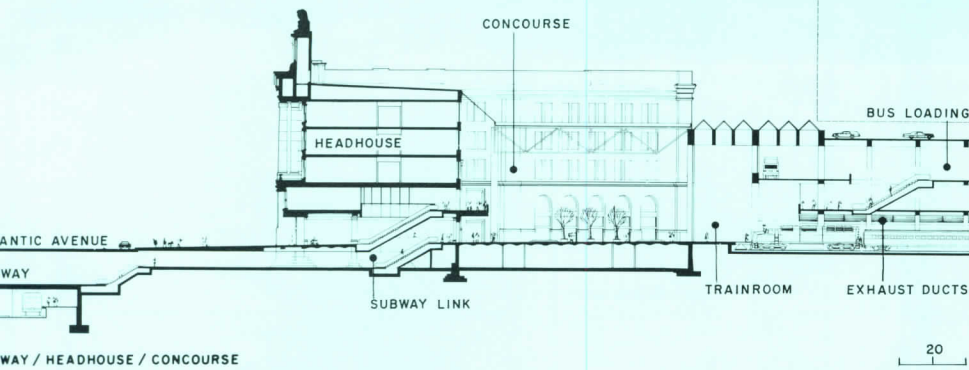 CONCOURSE
BUS LOADING
HEADHOUSE
ANTIC AVENUE
WAY
SUBWAY LINK
TRAINROOM
EXHAUST DUCTS
WAY / HEADHOUSE / CONCOURSE
20